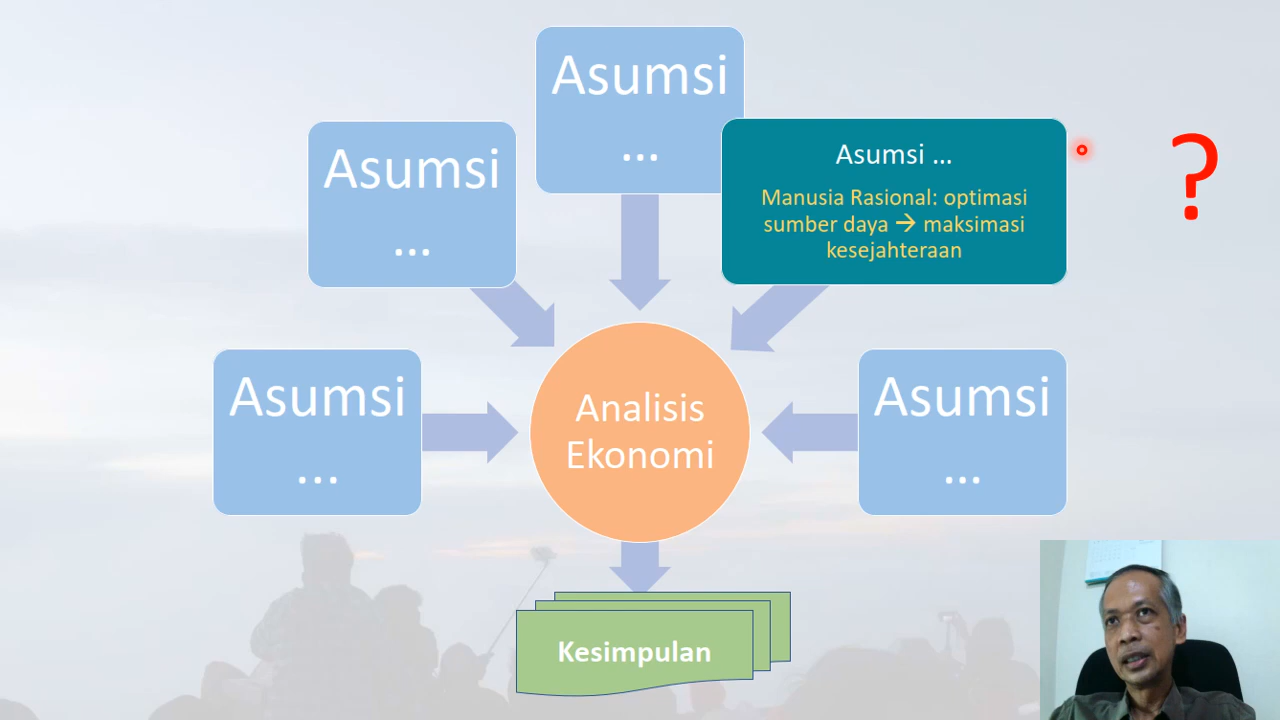 Asumsi
...
Asumsi
...
Asumsi ...
Manusia Rasional: optimasi
sumber daya → maksimasi
kesejahteraan
?
Asumsi
...
Analisis
Ekonomi
Asumsi
...
Kesimpulan